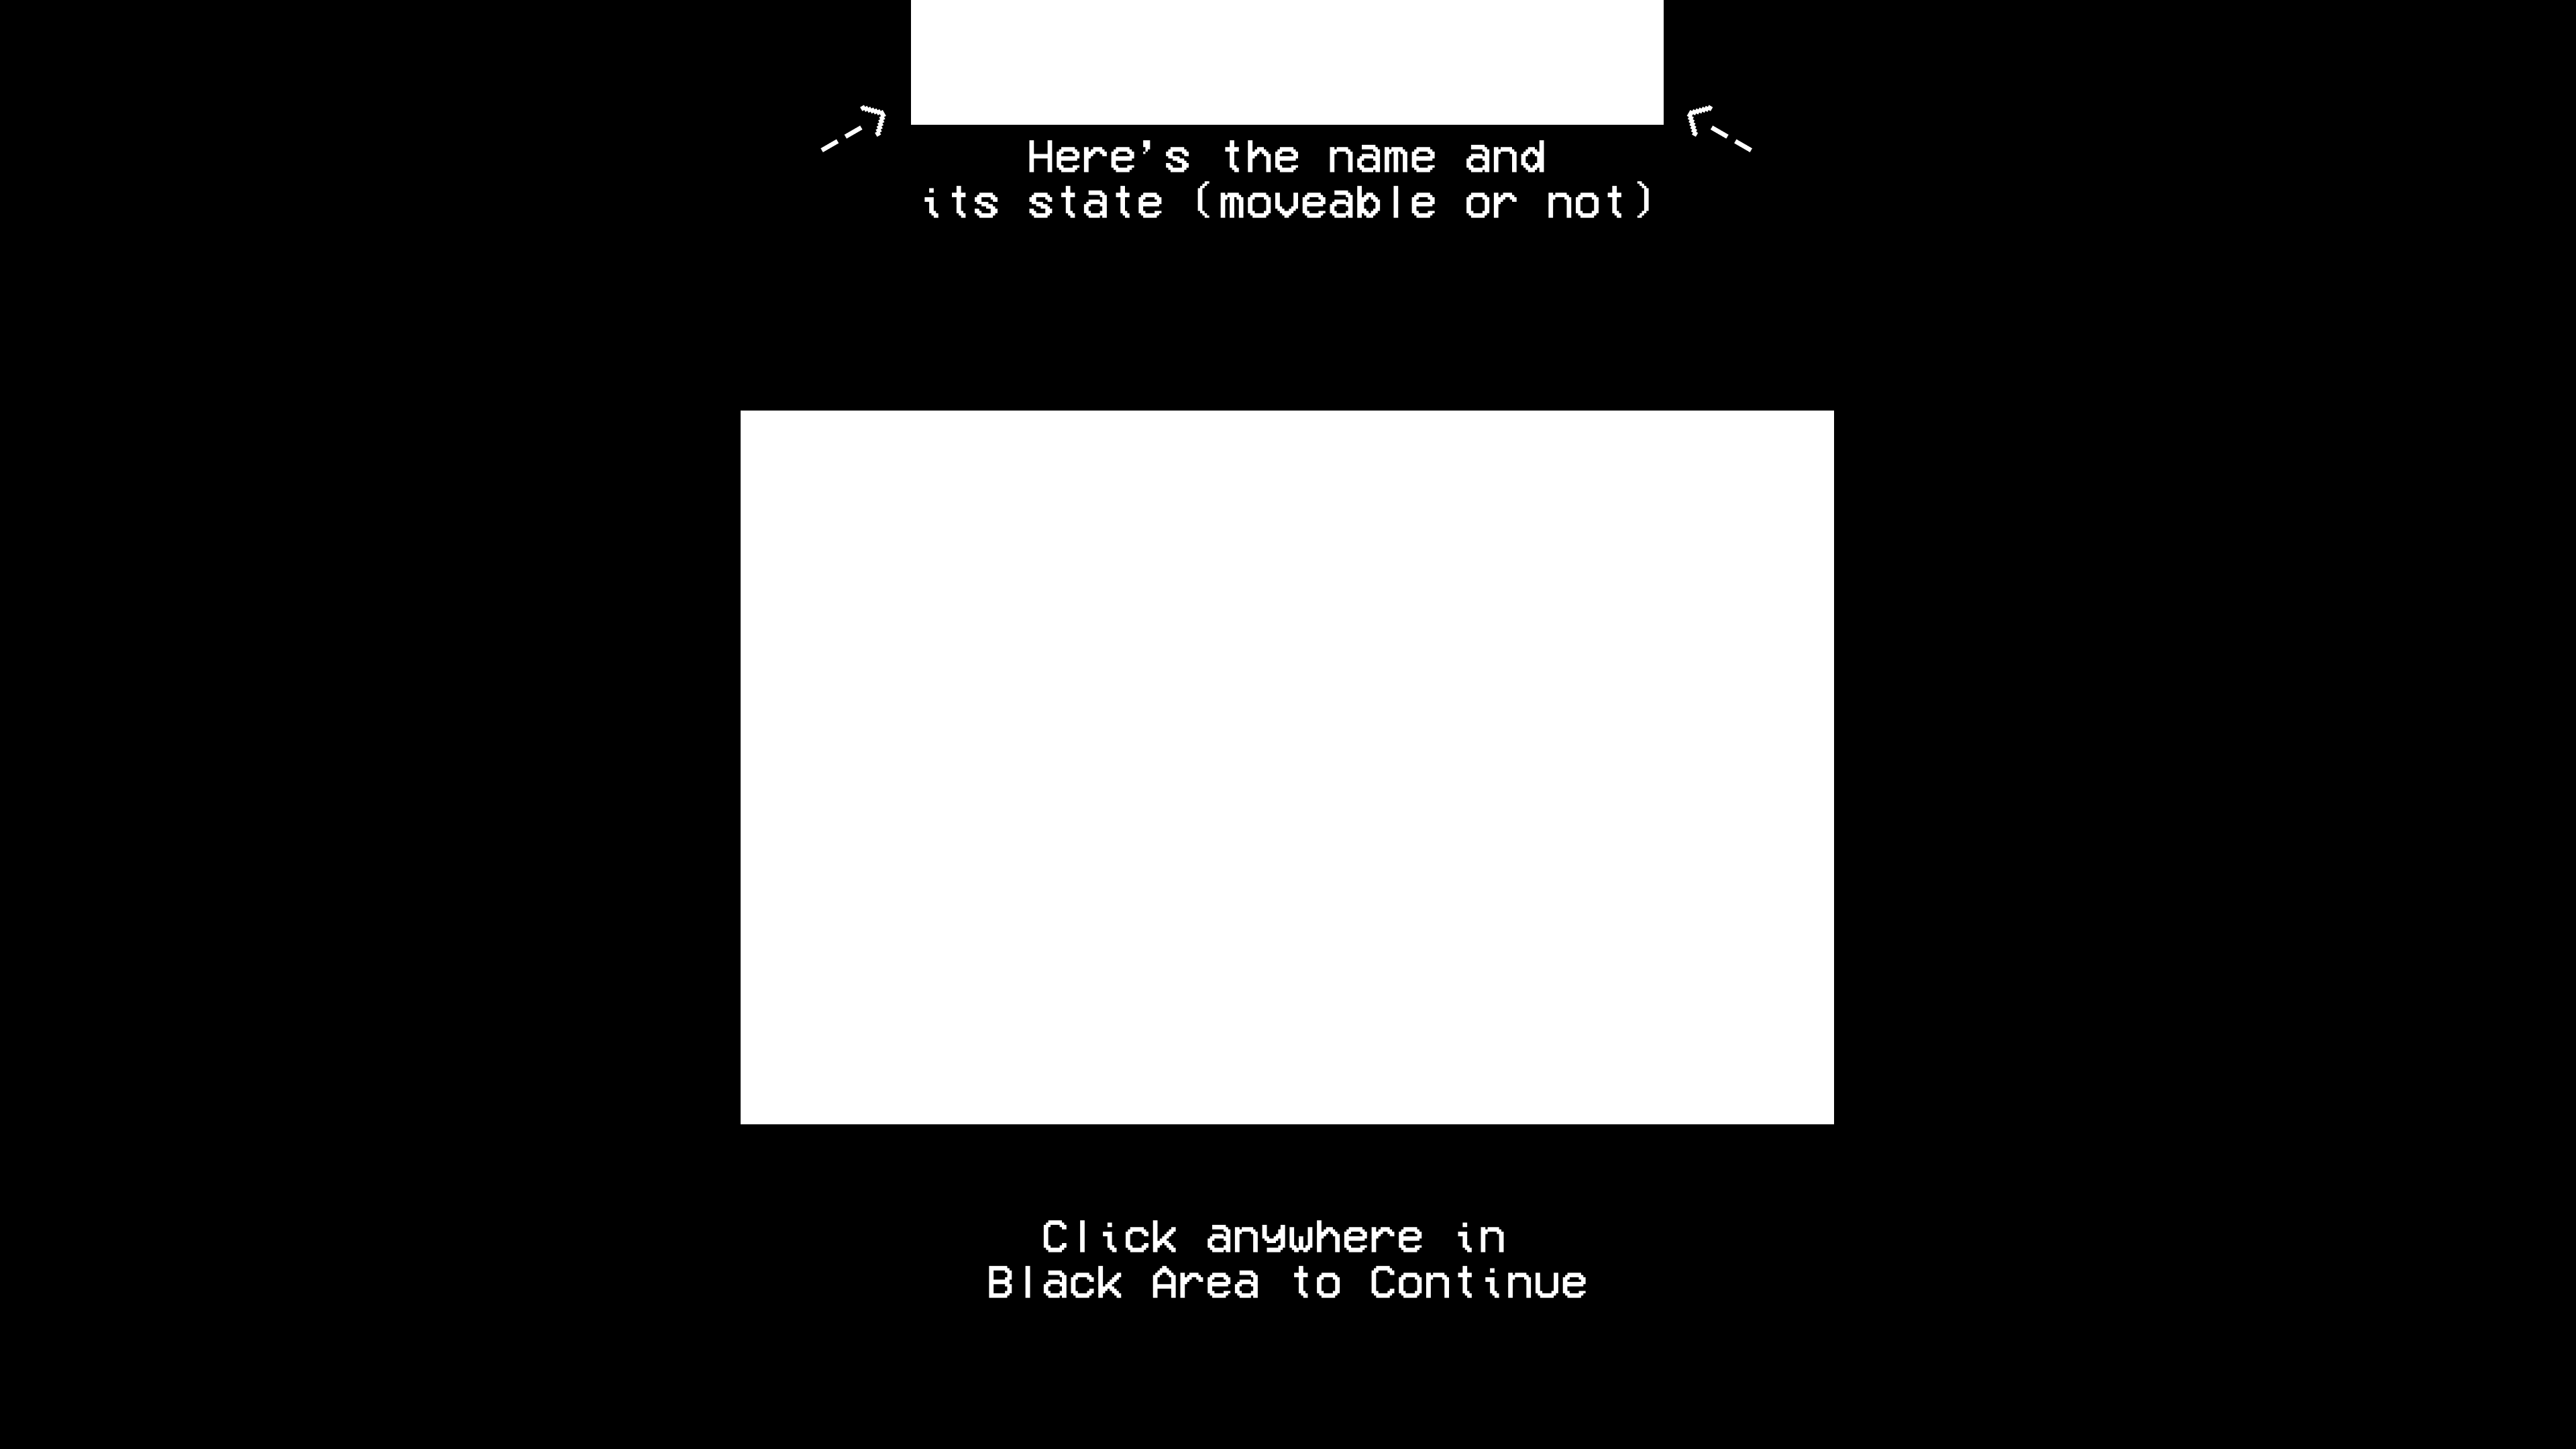 Here's the name and
its state (moveable or not)
Click anywhere in
Black Area to Continue